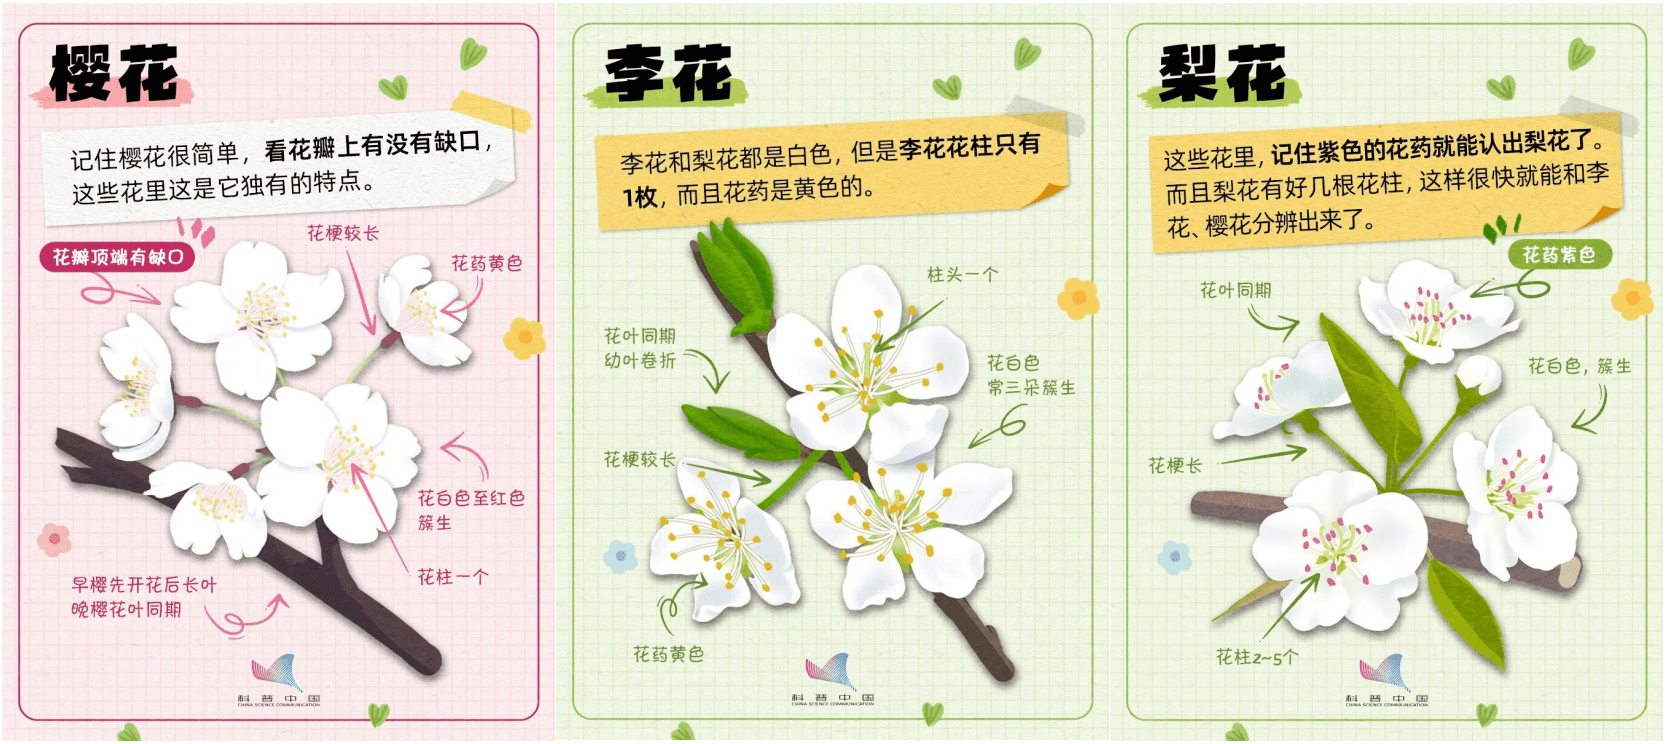 樱花
记住樱花很简单，看花瓣上有没有缺口，
这些花里这是它独有的特点。
花瓣顶端有缺口
花梗较长
花药黄色
花白色至红色
簇生
花柱一个
早樱先开花后长叶
晚樱花叶同期
科普中国
CHINA SCIENCE COMMUNICATION
李花
李花和梨花都是白色，但是李花花柱只有
1枚，而且花药是黄色的。
柱头一个
花叶同期
幼叶卷折
花白色
常三朵簇生
花梗较长
花药黄色
科普中国
CHINA SCIENCE COMMUNICATION
梨花
这些花里，记住紫色的花药就能认出梨花了。
而且梨花有好几根花柱，这样很快就能和李
花、樱花分辨出来了。
花药紫色
花叶同期
花白色，簇生
花梗长
花柱2~5个
科普中国
CHINA SCIENCE COMMUNICATION